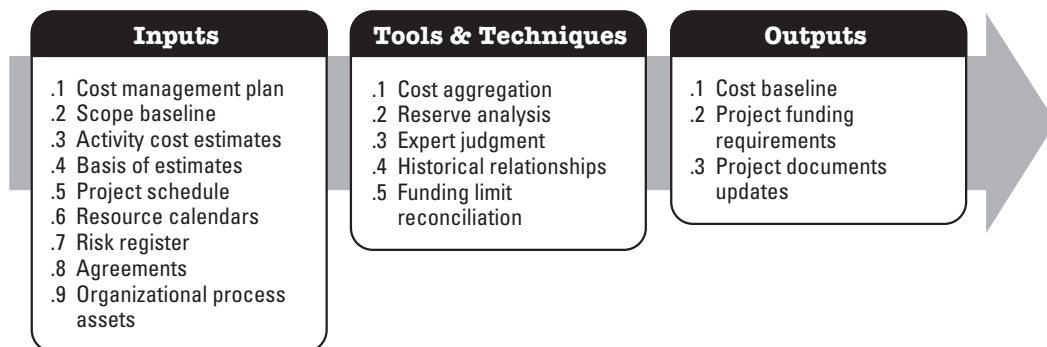 Inputs
.1 Cost management plan
.2 Scope baseline
.3 Activity cost estimates
.4 Basis of estimates
.5 Project schedule
.6 Resource calendars
.7 Risk register
.8 Agreements
.9 Organizational process
assets
Tools & Techniques
.1 Cost aggregation
.2 Reserve analysis
.3 Expert judgment
.4 Historical relationships
.5 Funding limit
reconciliation
Outputs
.1 Cost baseline
.2 Project funding
requirements
.3 Project documents
updates